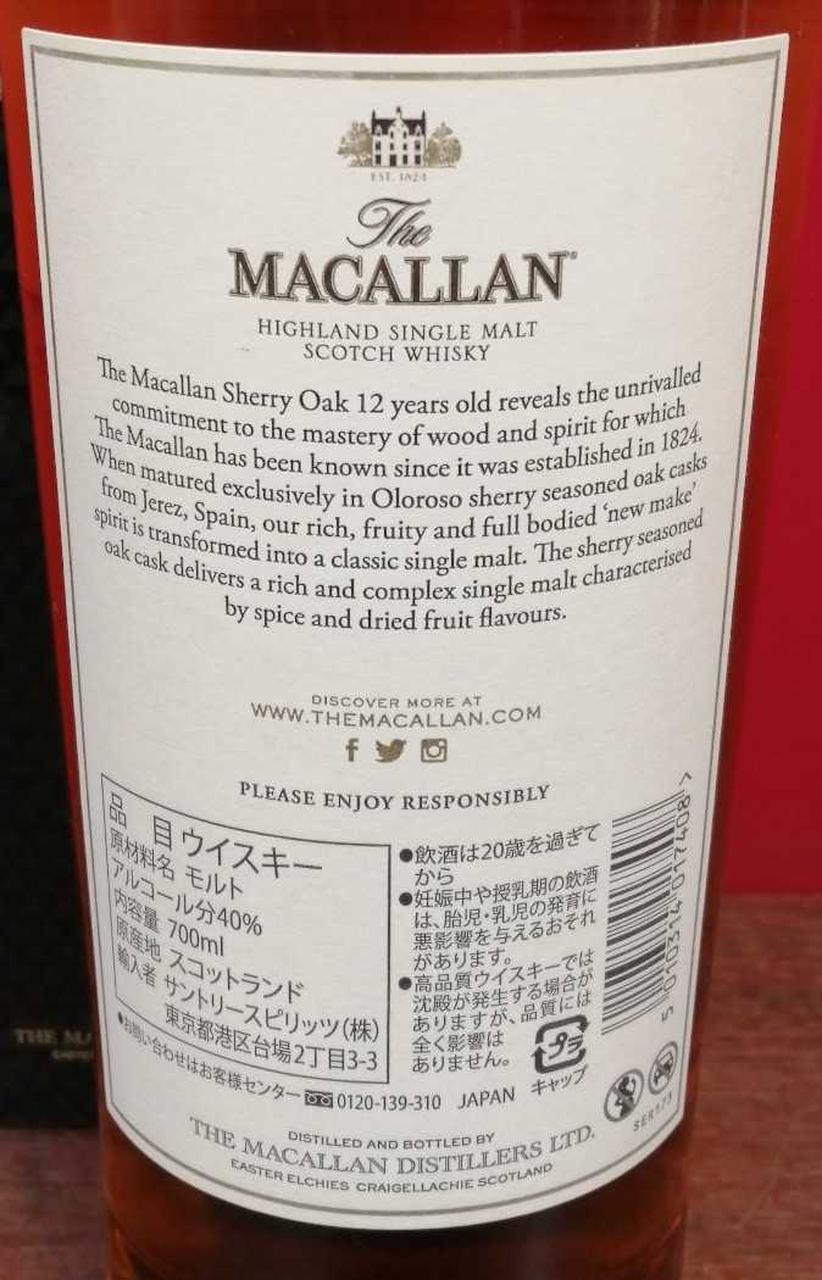 EST. 1824
The
MACALLAN
HIGHLAND SINGLE MALT
SCOTCH WHISKY
The Macallan Sherry Oak 12 years old reveals the unrivalled
commitment to the mastery of wood and spirit for which
The Macallan has been known since it was established in 1824.
When matured exclusively in Oloroso sherry seasoned oak casks
from Jerez, Spain, our rich, fruity and full bodied ‘new make’
spirit is transformed into a classic single malt. The sherry seasoned
oak cask delivers a rich and complex single malt characterised
by spice and dried fruit flavours.
DISCOVER MORE AT
WWW.THEMACALLAN.COM
PLEASE ENJOY RESPONSIBLY
品 目 ウイスキー
原材料名 モルト
アルコール分40%
内容量 700ml
原産地 スコットランド
輸入者 サントリースピリッツ(株)
東京都港区台場2丁目3-3
●飲酒は20歳を過ぎて
から
●妊娠中や授乳期の飲酒
は、胎児・乳児の発育に
悪影響を与えるおそれ
があります。
●高品質ウイスキーでは
沈殿が発生する場合が
ありますが、品質には
全く影響は
ありません。
プラ
キャップ
5 010314 017408 >
●お問い合わせはお客様センター 0120-139-310 JAPAN
SER173
DISTILLED AND BOTTLED BY
THE MACALLAN DISTILLERS LTD.
EASTER ELCHIES CRAIGELLACHIE SCOTLAND
THE MA